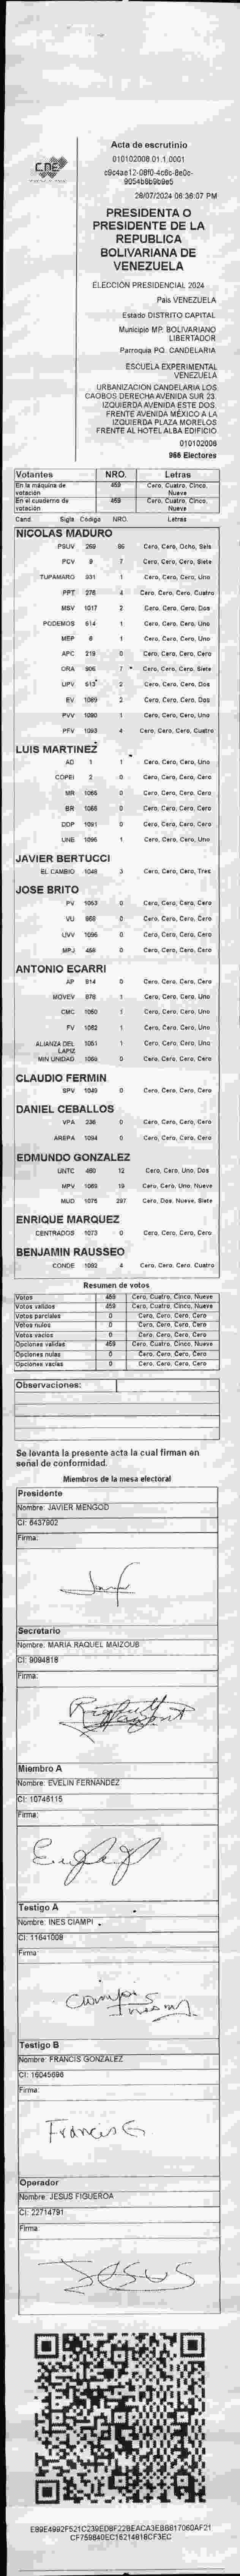 Acta de escrutinio
010102006.01.1.0001
c9c4ae12-08f0-4c6c-8e0c-
9054b8b9b9e5
28/07/2024 06:36:07 PM
PRESIDENTA O
PRESIDENTE DE LA
REPUBLICA
BOLIVARIANA DE
VENEZUELA
ELECCIÓN PRESIDENCIAL 2024
Pais VENEZUELA
Estado DISTRITO CAPITAL
Municipio MP. BOLIVARIANO
LIBERTADOR
Parroquia PQ. CANDELARIA
ESCUELA EXPERIMENTAL
VENEZUELA
URBANIZACION CANDELARIA LOS
CAOBOS DERECHA AVENIDA SUR 23.
IZQUIERDA AVENIDA ESTE DOS.
FRENTE AVENIDA MÉXICO A LA
IZQUIERDA PLAZA MORELOS
FRENTE AL HOTEL ALBA EDIFICIO
010102006
966 Electores
Votantes NRO. Letras
En la máquina de votación 459 Cero, Cuatro, Cinco, Nueve
En el cuaderno de votación 459 Cero, Cuatro, Cinco, Nueve
Cand. Sigla Código NRO. Letras
NICOLAS MADURO
PSUV 269 86 Cero, Cero, Ocho, Seis
PCV 9 7 Cero, Cero, Cero, Siete
TUPAMARO 931 1 Cero, Cero, Cero, Uno
PPT 276 4 Cero, Cero, Cero, Cuatro
MSV 1017 2 Cero, Cero, Cero, Dos
PODEMOS 514 1 Cero, Cero, Cero, Uno
MEP 6 1 Cero, Cero, Cero, Uno
APC 219 0 Cero, Cero, Cero, Cero
ORA 906 7 Cero, Cero, Cero, Siete
UPV 513 2 Cero, Cero, Cero, Dos
EV 1089 2 Cero, Cero, Cero, Dos
PVV 1090 1 Cero, Cero, Cero, Uno
PFV 1093 4 Cero, Cero, Cero, Cuatro
LUIS MARTINEZ
AD 1 1 Cero, Cero, Cero, Uno
COPEI 2 0 Cero, Cero, Cero, Cero
MR 1065 0 Cero, Cero, Cero, Cero
BR 1066 0 Cero, Cero, Cero, Cero
DDP 1091 0 Cero, Cero, Cero, Cero
UNE 1095 1 Cero, Cero, Cero, Uno
JAVIER BERTUCCI
EL CAMBIO 1048 3 Cero, Cero, Cero, Tres
JOSE BRITO
PV 1053 0 Cero, Cero, Cero, Cero
VU 959 0 Cero, Cero, Cero, Cero
UVV 1096 0 Cero, Cero, Cero, Cero
MPJ 456 0 Cero, Cero, Cero, Cero
ANTONIO ECARRI
AP 914 0 Cero, Cero, Cero, Cero
MOVEV 878 1 Cero, Cero, Cero, Uno
CMC 1050 1 Cero, Cero, Cero, Uno
FV 1052 1 Cero, Cero, Cero, Uno
ALIANZA DEL LAPIZ 1051 1 Cero, Cero, Cero, Uno
MIN UNIDAD 1069 0 Cero, Cero, Cero, Cero
CLAUDIO FERMIN
SPV 1049 0 Cero, Cero, Cero, Cero
DANIEL CEBALLOS
VPA 236 0 Cero, Cero, Cero, Cero
AREPA 1094 0 Cero, Cero, Cero, Cero
EDMUNDO GONZALEZ
UNTC 480 12 Cero, Cero, Uno, Dos
MPV 1069 19 Cero, Cero, Uno, Nueve
MUD 1075 297 Cero, Dos, Nueve, Siete
ENRIQUE MARQUEZ
CENTRADOS 1073 0 Cero, Cero, Cero, Cero
BENJAMIN RAUSSEO
CONDE 1092 4 Cero, Cero, Cero, Cuatro
Resumen de votos
Votos 459 Cero, Cuatro, Cinco, Nueve
Votos validos 459 Cero, Cuatro, Cinco, Nueve
Votos parciales 0 Cero, Cero, Cero, Cero
Votos nulos 0 Cero, Cero, Cero, Cero
Votos vacios 0 Cero, Cero, Cero, Cero
Opciones validas 459 Cero, Cuatro, Cinco, Nueve
Opciones nulas 0 Cero, Cero, Cero, Cero
Opciones vacias 0 Cero, Cero, Cero, Cero
Observaciones:
Se levanta la presente acta la cual firman en
señal de conformidad.
Miembros de la mesa electoral
Presidente
Nombre: JAVIER MENGOD
CI: 6437902
Firma:
Secretario
Nombre: MARIA RAQUEL MAIZOUB
CI: 9094818
Firma:
Miembro A
Nombre: EVELIN FERNANDEZ
CI: 10746115
Firma:
Testigo A
Nombre: INES CIAMPI
CI: 11641008
Firma:
Testigo B
Nombre: FRANCIS GONZALEZ
CI: 16045696
Firma:
Francis G
Operador
Nombre: JESUS FIGUEROA
CI: 22714791
Firma:
JESUS
E89E4992F521C239EDBF22BEACA3EBB617060AF21
CF759840EC16214618CF3EC